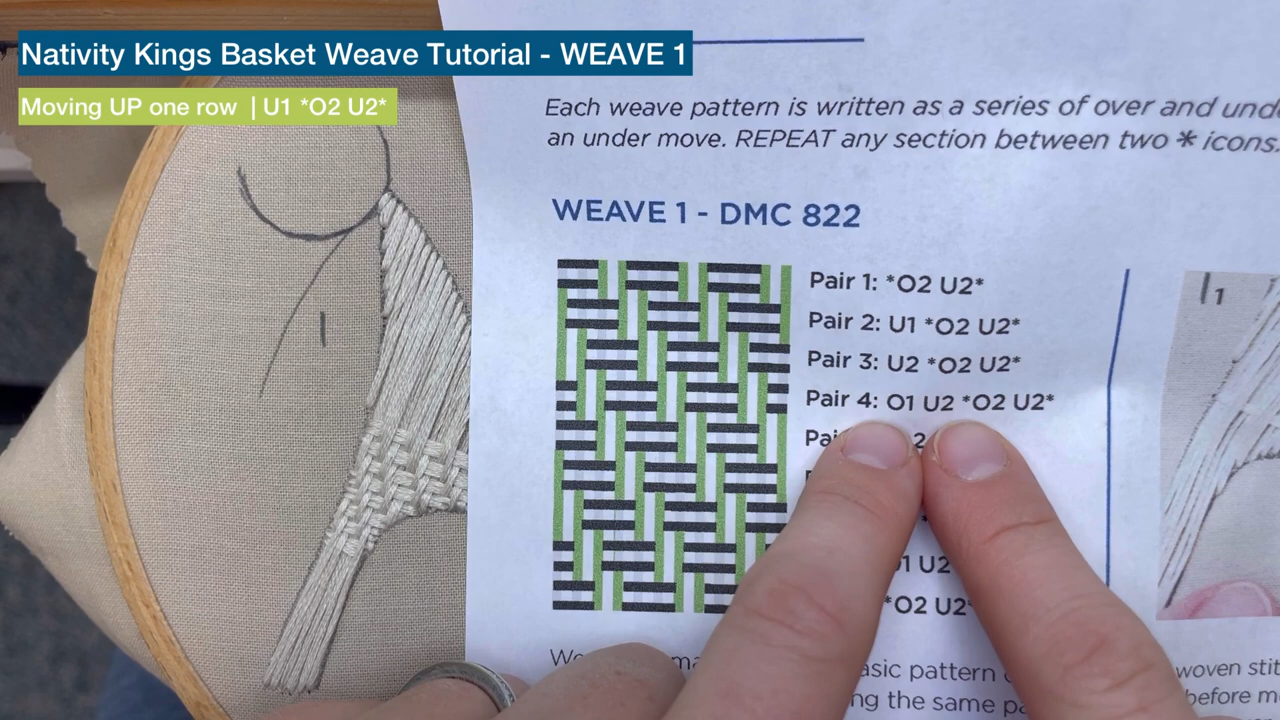 Nativity Kings Basket Weave Tutorial - WEAVE 1
Moving UP one row | U1 *O2 U2*
Each weave pattern is written as a series of over and
an under move. REPEAT any section between two * icons.
WEAVE 1 - DMC 822
Pair 1: *O2 U2*
Pair 2: U1 *O2 U2*
Pair 3: U2 *O2 U2*
Pair 4: O1 U2 *O2 U2*
1
U2
*O2 U2*
asic pattern
the same
woven
before